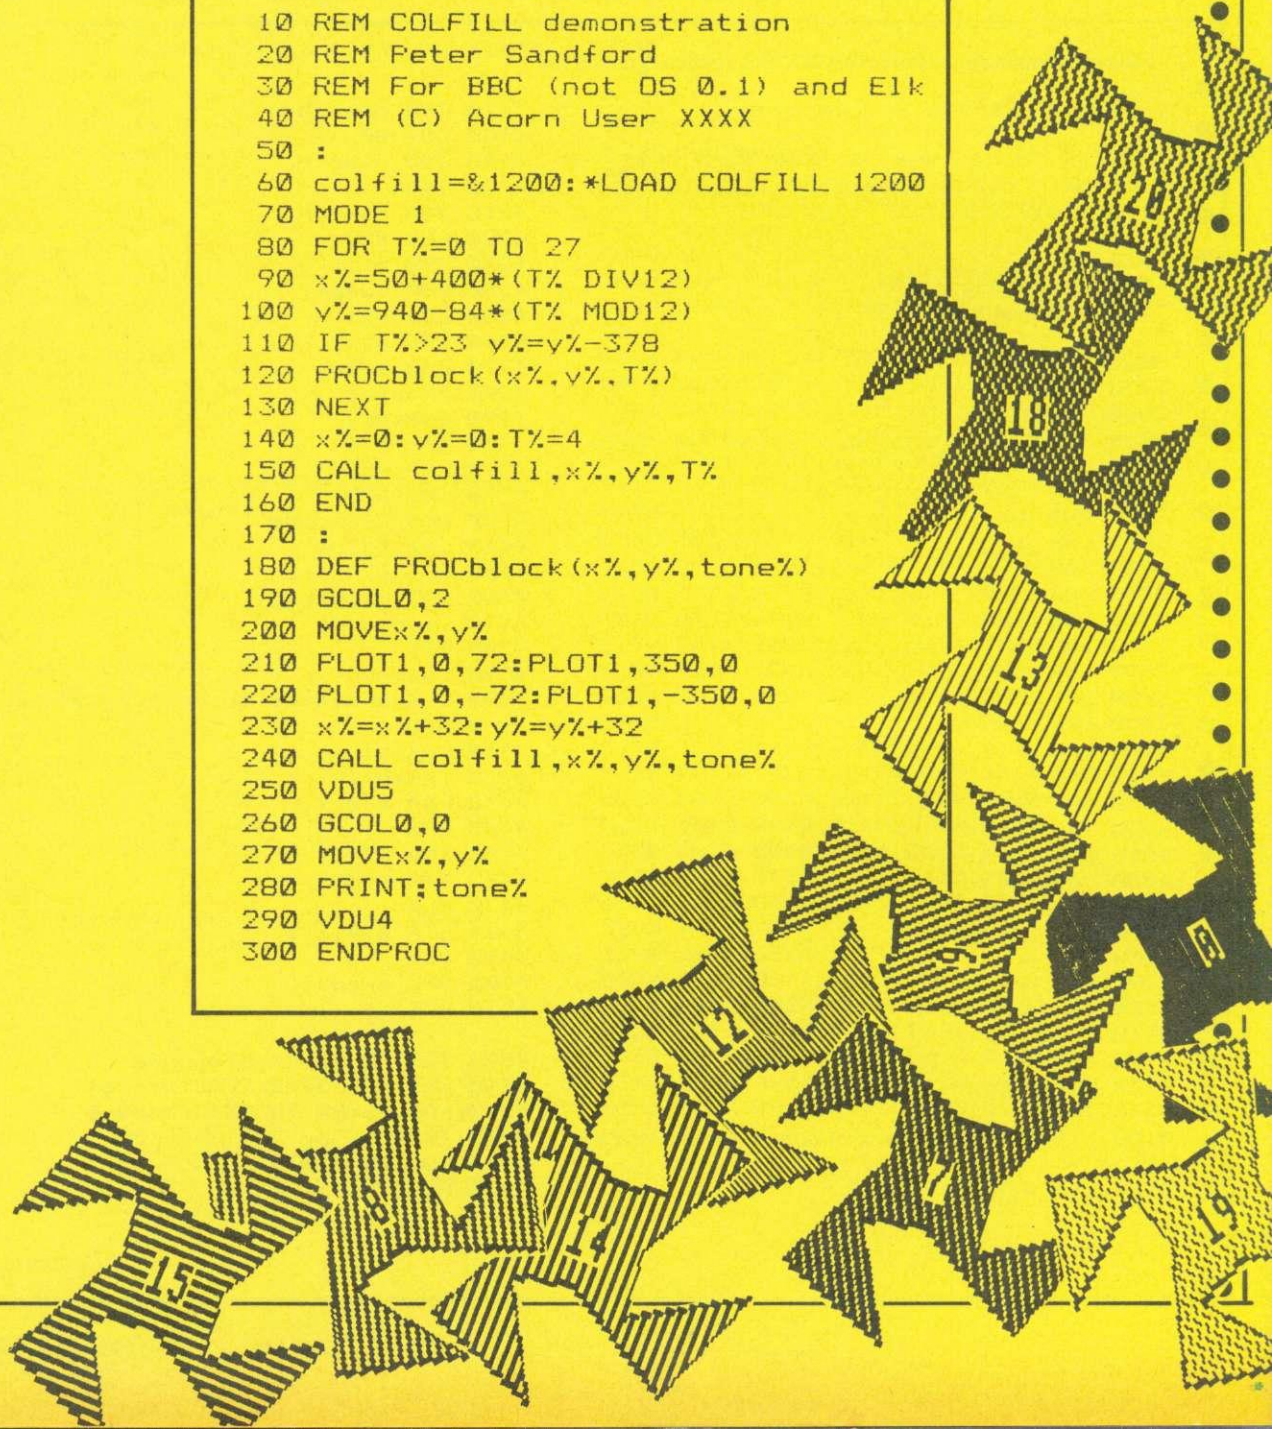 10 REM COLFILL demonstration
20 REM Peter Sandford
30 REM For BBC (not OS 0.1) and Elk
40 REM (C) Acorn User XXXX
50 :
60 colfill=&1200:*LOAD COLFILL 1200
70 MODE 1
80 FOR T%=0 TO 27
90 x%=50+400*(T% DIV12)
100 y%=940-84*(T% MOD12)
110 IF T%>23 y%=y%-378
120 PROCblock(x%,y%,T%)
130 NEXT
140 x%=0:y%=0:T%=4
150 CALL colfill,x%,y%,T%
160 END
170 :
180 DEF PROCblock(x%,y%,tone%)
190 GCOL0,2
200 MOVEx%,y%
210 PLOT1,0,72:PLOT1,350,0
220 PLOT1,0,-72:PLOT1,-350,0
230 x%=x%+32:y%=y%+32
240 CALL colfill,x%,y%,tone%
250 VDU5
260 GCOL0,0
270 MOVEx%,y%
280 PRINT;tone%
290 VDU4
300 ENDPROC
20
18
13
9
0
12
7
19
8
14
15